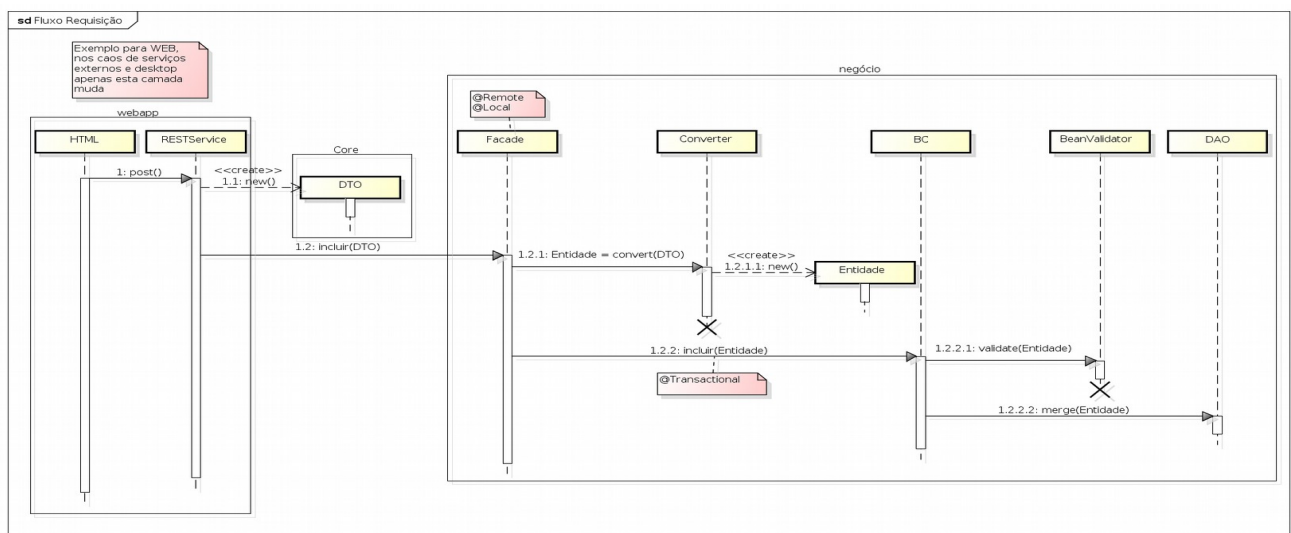 sd Fluxo Requisição
Exemplo para WEB,
nos caos de serviços
externos e desktop
apenas esta camada
muda
webapp
HTML
RESTService
1: post()
<<create>>
1.1: new()
Core
DTO
1.2: incluir(DTO)
negócio
@Remote
@Local
Facade
Converter
BC
BeanValidator
DAO
1.2.1: Entidade = convert(DTO)
<<create>>
1.2.1.1: new()
Entidade
1.2.2: incluir(Entidade)
@Transactional
1.2.2.1: validate(Entidade)
1.2.2.2: merge(Entidade)